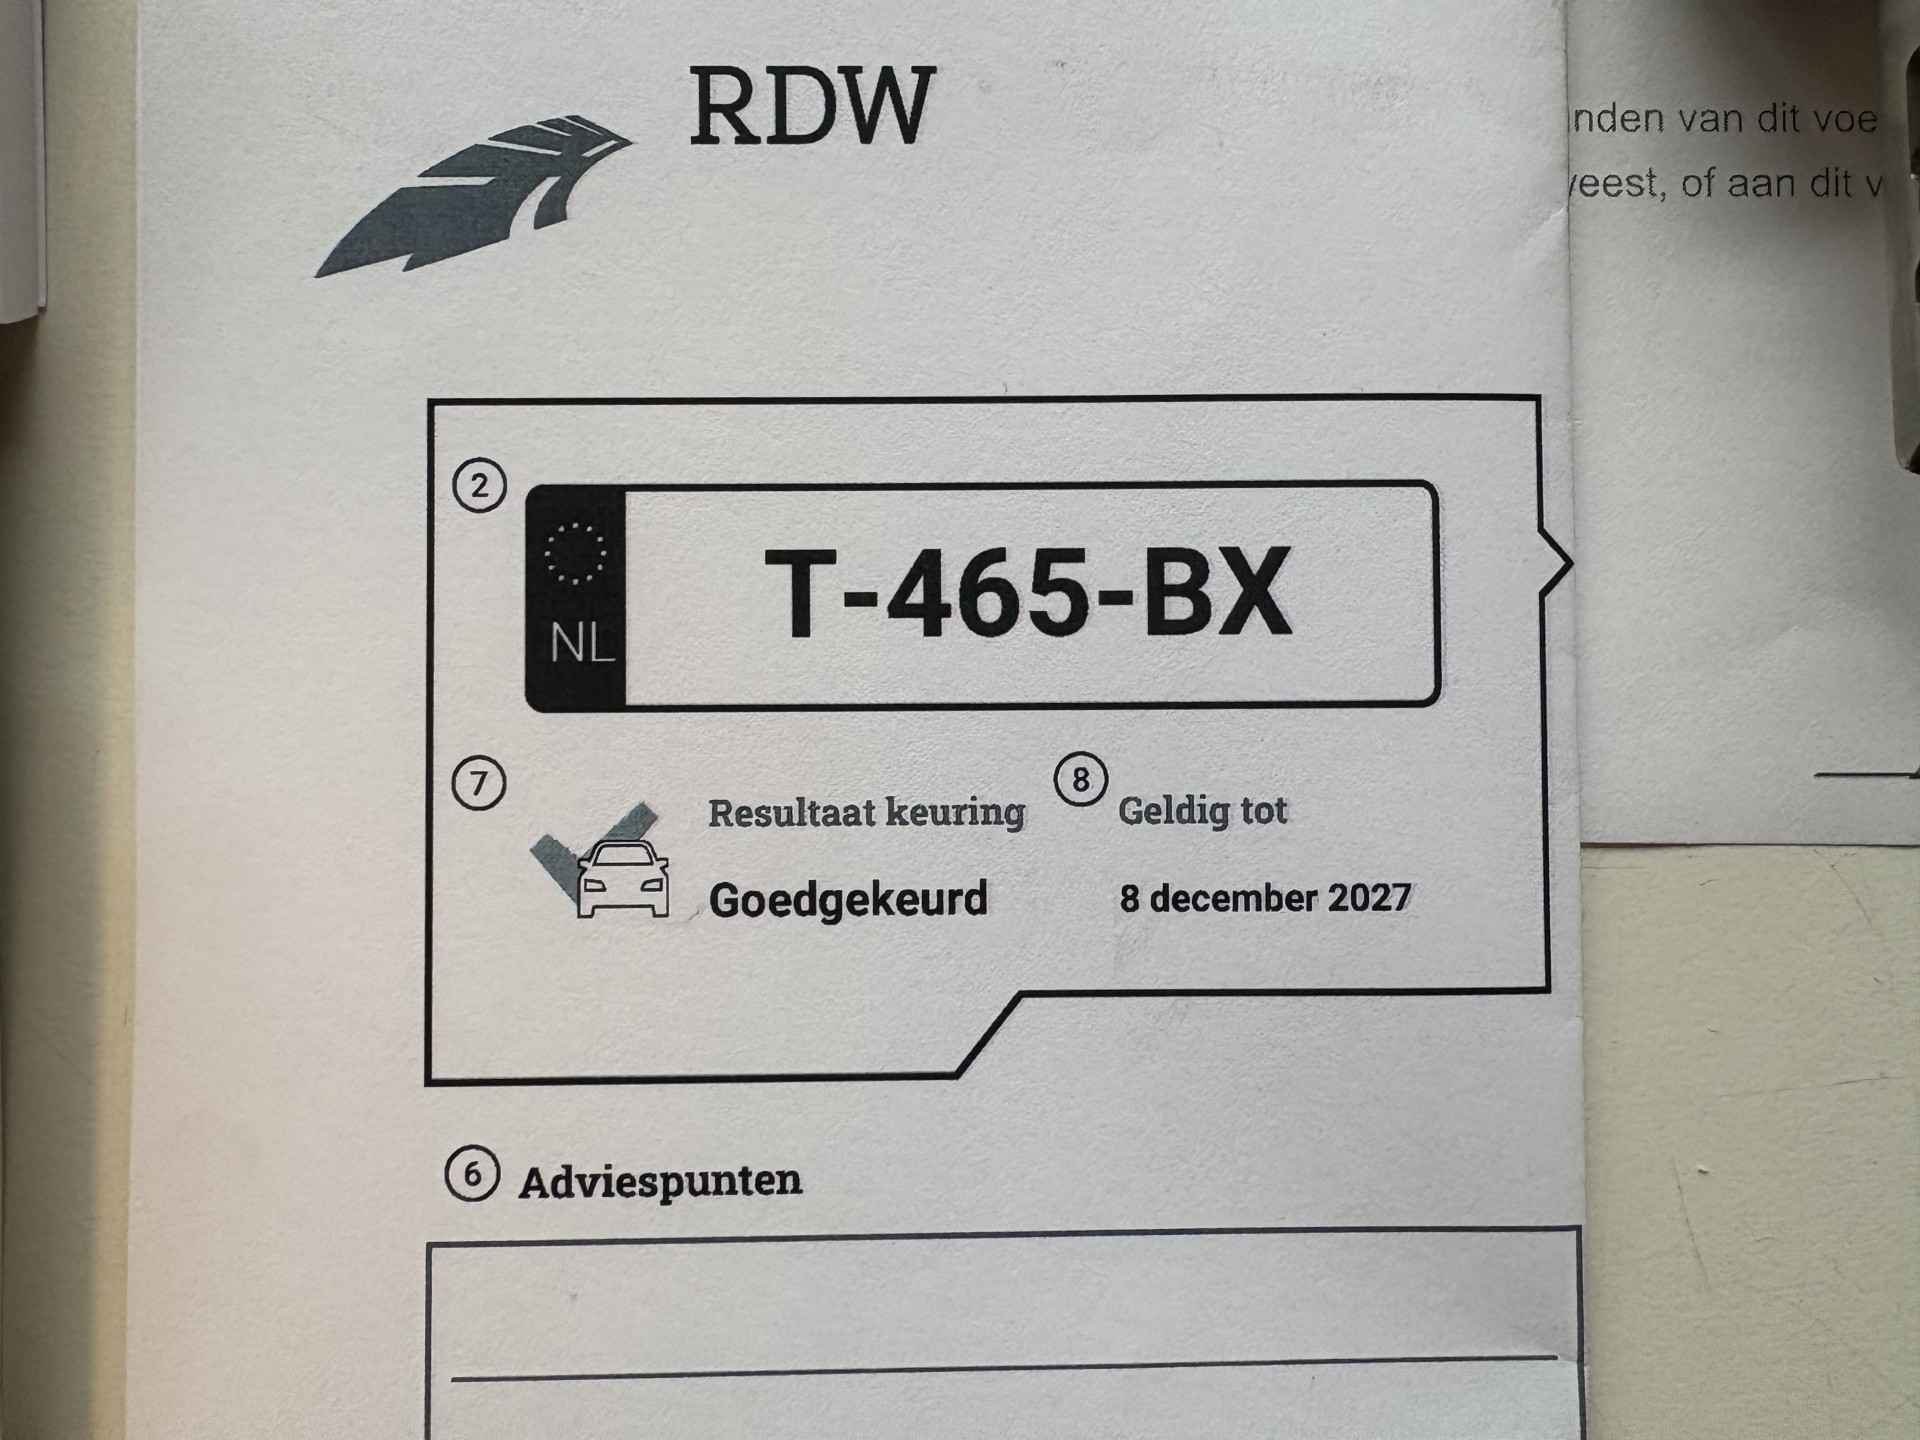 RDW
nden van dit voe
eest, of aan dit v
2
NL
T-465-BX
7
Resultaat keuring
Goedgekeurd
8
Geldig tot
8 december 2027
6 Adviespunten